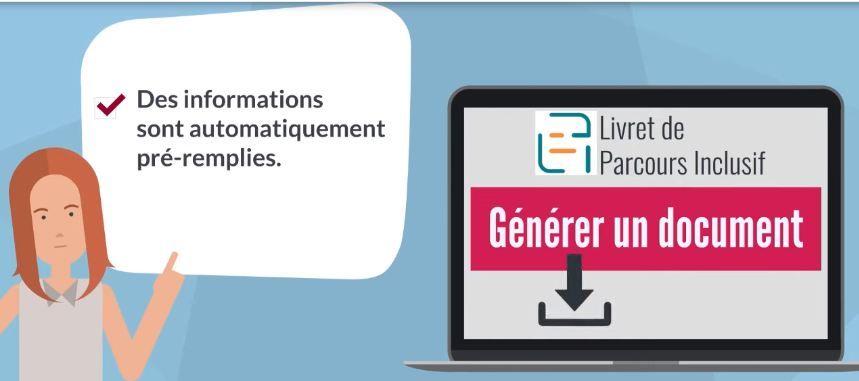 Des informations
sont automatiquement
pré-remplies.
Livret de
Parcours Inclusif
Générer un document